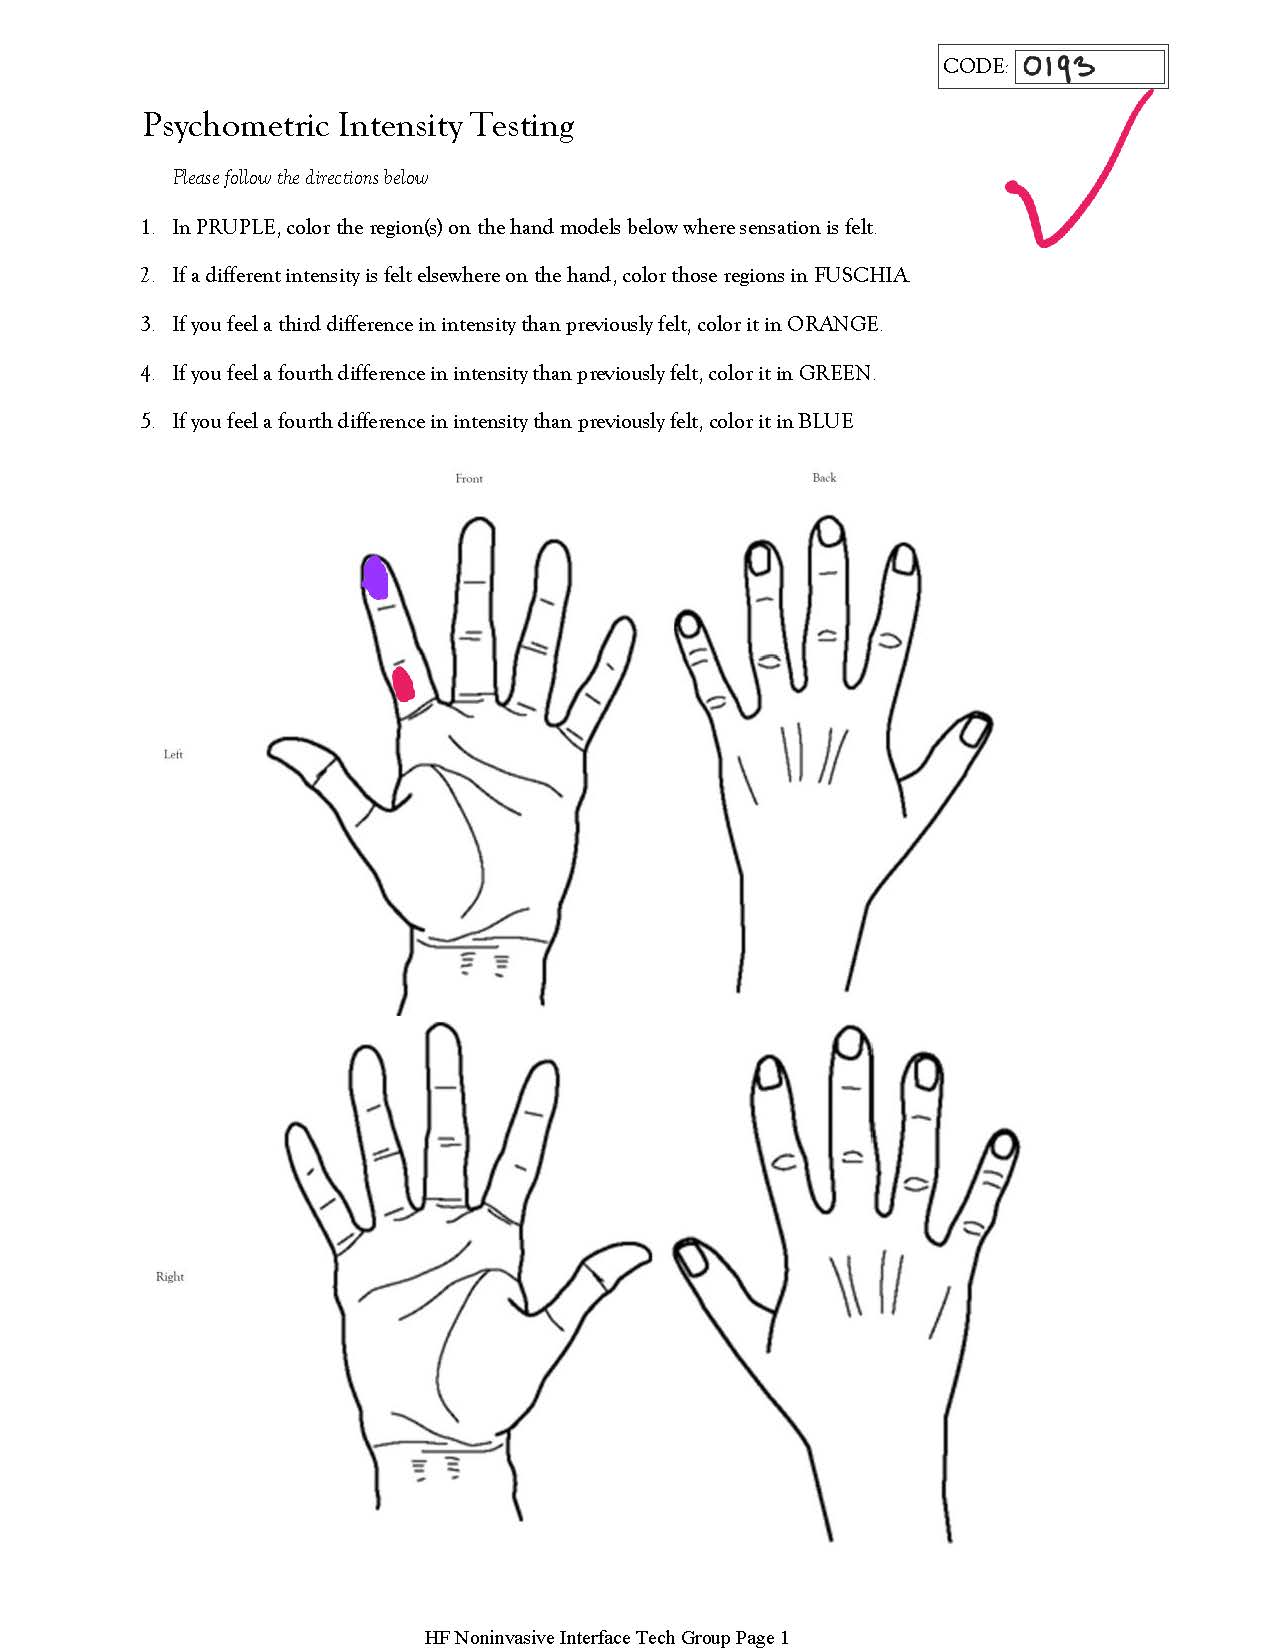 CODE: 0193
Psychometric Intensity Testing
Please follow the directions below
1. In PRUPLE, color the region(s) on the hand models below where sensation is felt.
2. If a different intensity is felt elsewhere on the hand, color those regions in FUSCHIA.
3. If you feel a third difference in intensity than previously felt, color it in ORANGE.
4. If you feel a fourth difference in intensity than previously felt, color it in GREEN.
5. If you feel a fourth difference in intensity than previously felt, color it in BLUE
Front Back
Left
Right
HF Noninvasive Interface Tech Group Page 1